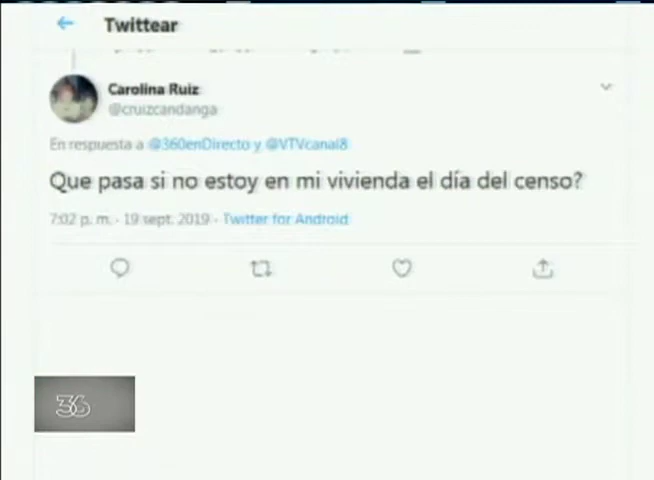 Twittear
Carolina Ruiz
@cruizcandanga
En respuesta a @360enDirecto y @VTVcanal8
Que pasa si no estoy en mi vivienda el día del censo?
7:02 p. m. · 19 sept. 2019 · Twitter for Android
36